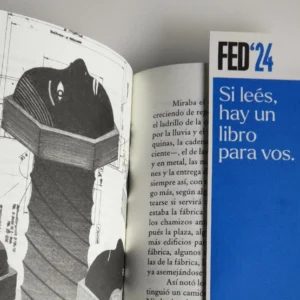 FED'24
Si leés,
hay un
libro
para vos.
Miraba e
creciendo de re
el ladrillo de la
por la lluvia y e
quinas, la caden
ciente—, el de la
y en metal, las m
nes y la entrega
siempre así, con
go más, según al
tearse si servirí
estaba la fábrica
los chamizos an
pués la plaza, al
más edificios pa
fábrica, algunos
las de la fábrica
ya asemejándose
Así notó le
tinguió un cami